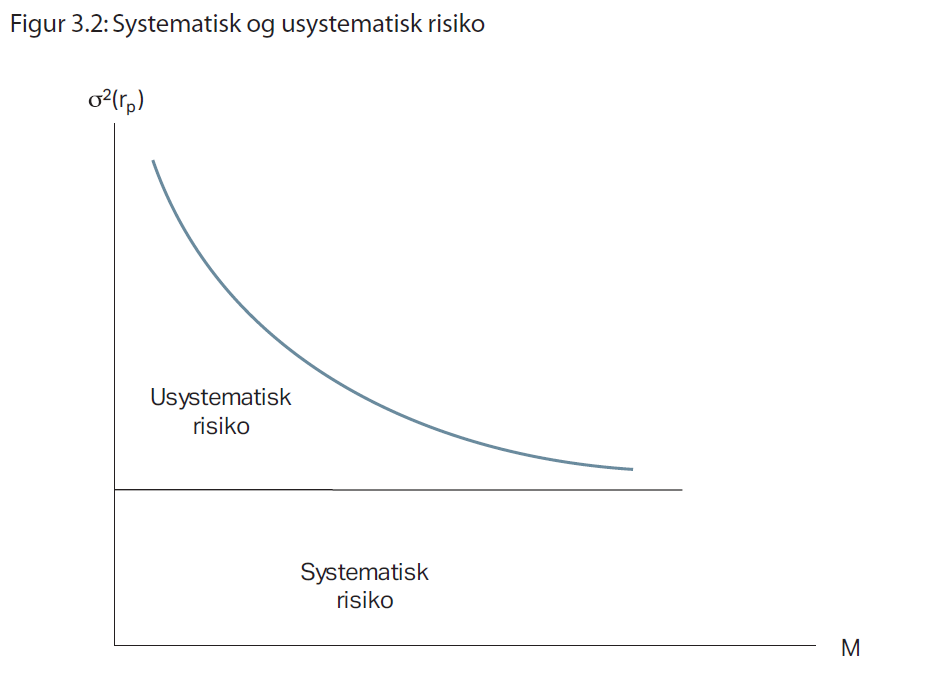 Figur 3.2: Systematisk og usystematisk risiko
σ²(rₚ)
Usystematisk
risiko
Systematisk
risiko
M